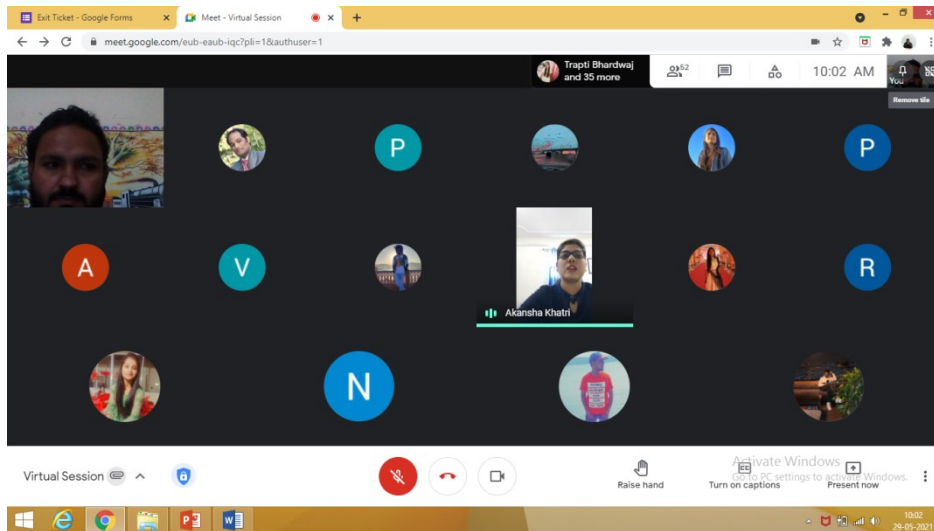 Exit Ticket - Google Forms
Meet - Virtual Session
meet.google.com/eub-eaub-iqc?pli=1&authuser=1
Trapti Bhardwaj
and 35 more
62
10:02 AM
You
Remove tile
P
P
A
V
R
Akansha Khatri
N
Virtual Session
Raise hand
Turn on captions
Present now
Activate Windows
Go to PC settings to activate Windows.
10:02
29-05-2021